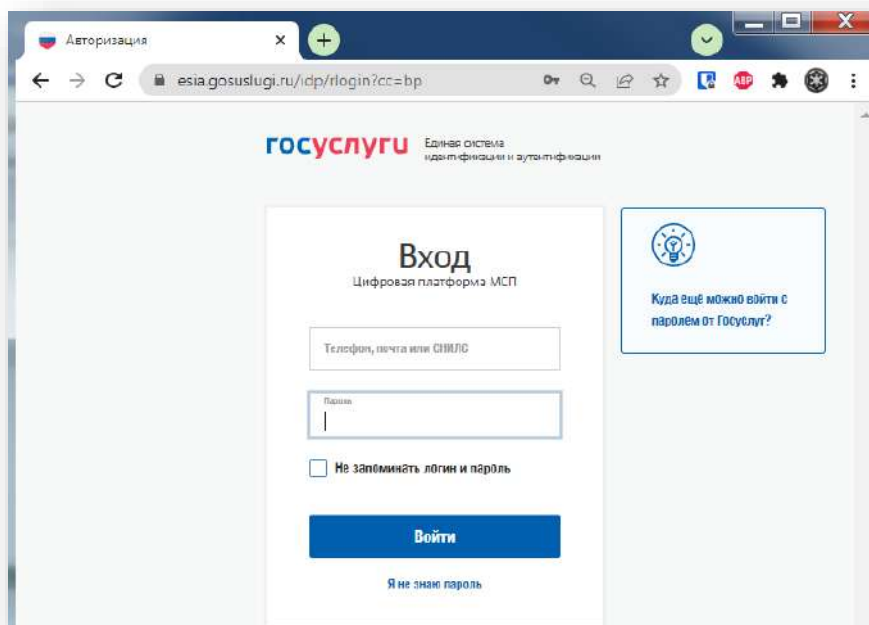 Авторизация
esia.gosuslugi.ru/idp/rlogin?cc=bp
ABP
госуслуги
Единая система
идентификации и аутентификации
Вход
Цифровая платформа МСП
Куда ещё можно войти с
паролем от Госуслуг?
Телефон, почта или СНИЛС
Пароль
Не запоминать логин и пароль
Войти
Я не знаю пароль